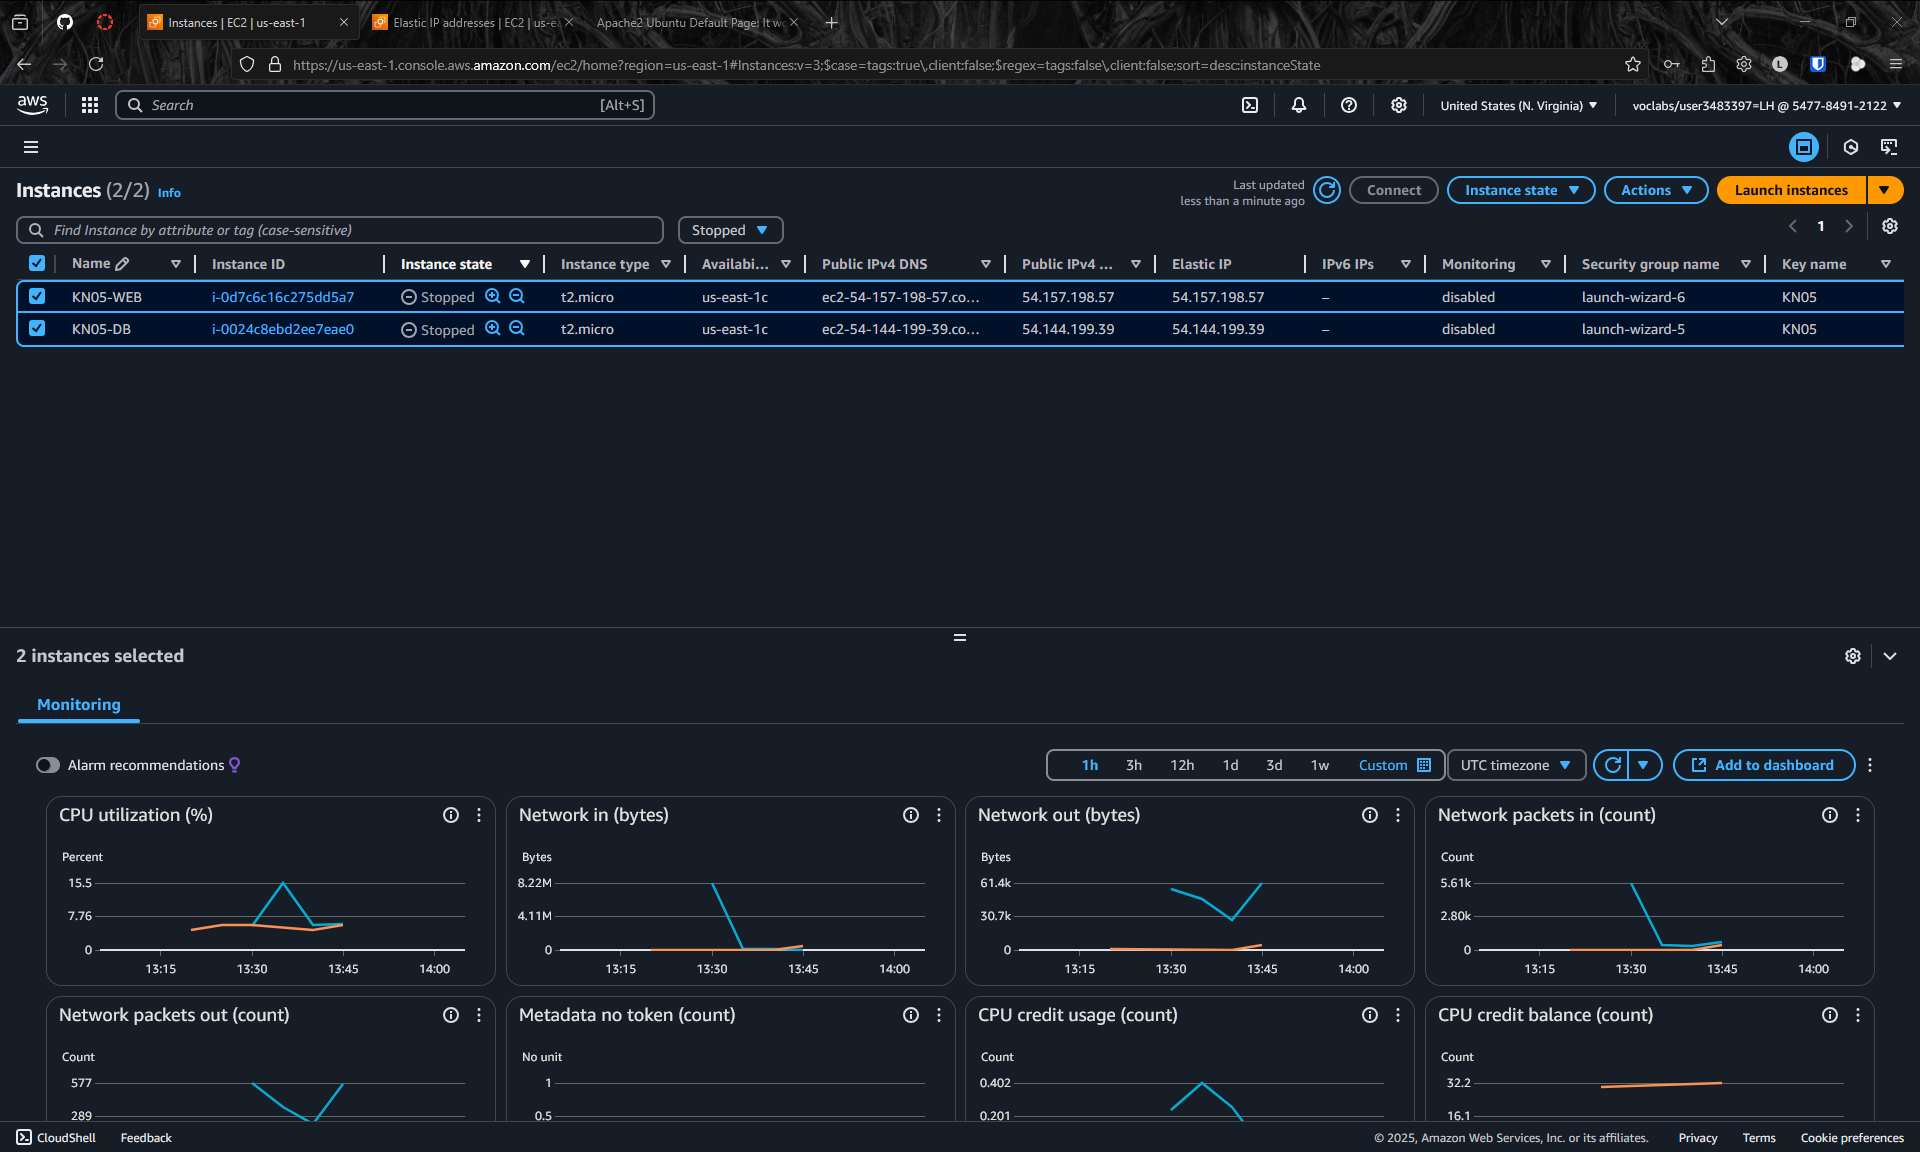 Instances | EC2 | us-east-1
Elastic IP addresses | EC2 | us-e
Apache2 Ubuntu Default Page: It wo
https://us-east-1.console.aws.amazon.com/ec2/home?region=us-east-1#Instances:v=3;$case=tags:true\,client:false;$regex=tags:false\,client:false;sort=desc:instanceState
aws Search [Alt+S] United States (N. Virginia) voclabs/user3483397=LH @ 5477-8491-2122
Instances (2/2) Info Last updated less than a minute ago Connect Instance state Actions Launch instances
Find Instance by attribute or tag (case-sensitive) Stopped 1
Name Instance ID Instance state Instance type Availabi... Public IPv4 DNS Public IPv4 ... Elastic IP IPv6 IPs Monitoring Security group name Key name
KN05-WEB i-0d7c6c16c275dd5a7 Stopped t2.micro us-east-1c ec2-54-157-198-57.co... 54.157.198.57 54.157.198.57 – disabled launch-wizard-6 KN05
KN05-DB i-0024c8ebd2ee7eae0 Stopped t2.micro us-east-1c ec2-54-144-199-39.co... 54.144.199.39 54.144.199.39 – disabled launch-wizard-5 KN05
2 instances selected
Monitoring
Alarm recommendations 1h 3h 12h 1d 3d 1w Custom UTC timezone Add to dashboard
CPU utilization (%)
Percent
15.5
7.76
0
13:15 13:30 13:45 14:00
Network in (bytes)
Bytes
8.22M
4.11M
0
13:15 13:30 13:45 14:00
Network out (bytes)
Bytes
61.4k
30.7k
0
13:15 13:30 13:45 14:00
Network packets in (count)
Count
5.61k
2.80k
0
13:15 13:30 13:45 14:00
Network packets out (count)
Count
577
289
Metadata no token (count)
No unit
1
0.5
CPU credit usage (count)
Count
0.402
0.201
CPU credit balance (count)
Count
32.2
16.1
CloudShell Feedback © 2025, Amazon Web Services, Inc. or its affiliates. Privacy Terms Cookie preferences